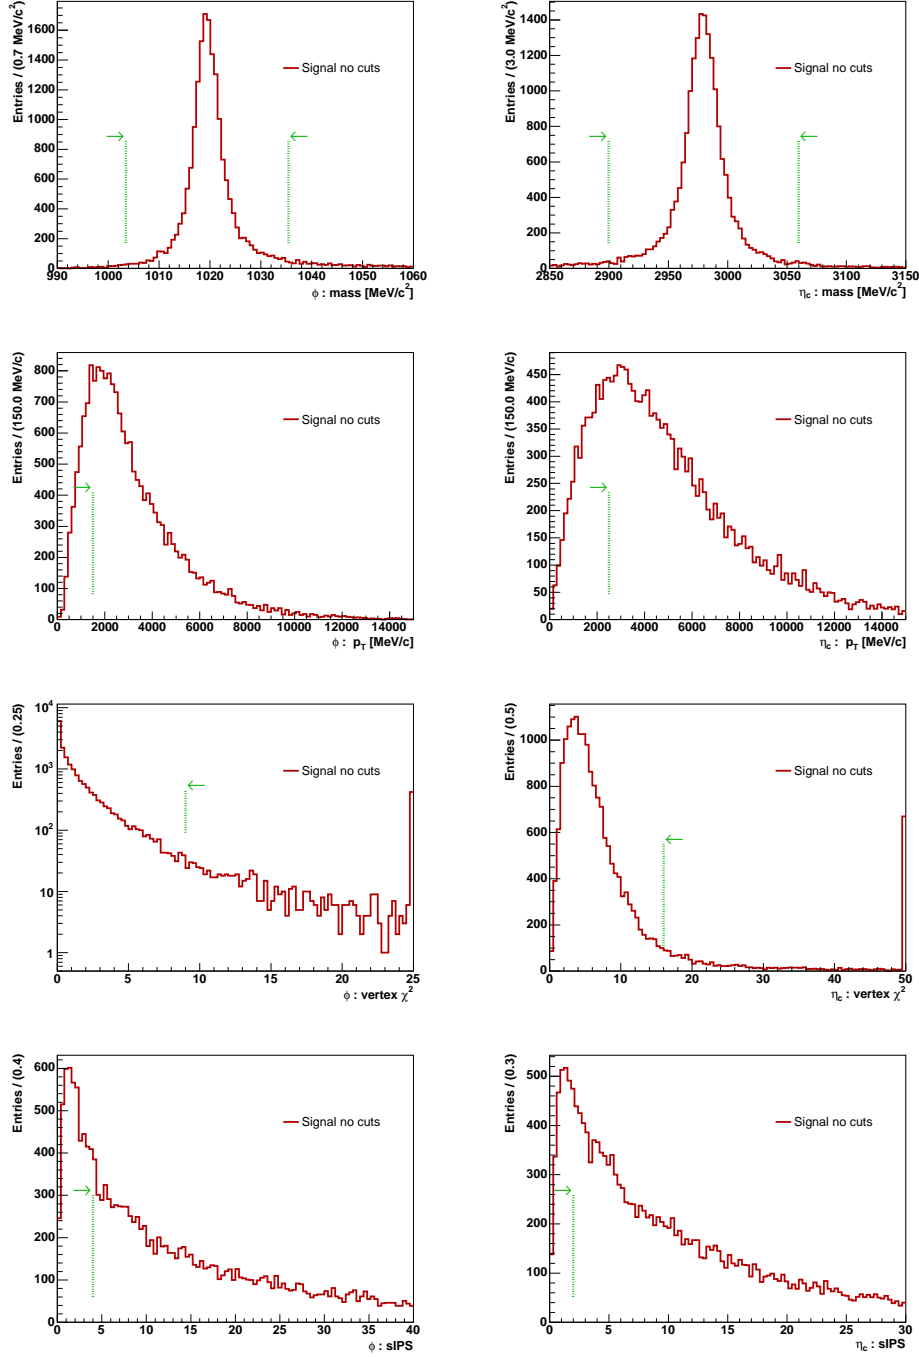 Entries / (0.7 MeV/c²)
1600
1400
1200
1000
800
600
400
200
0
Signal no cuts
990 1000 1010 1020 1030 1040 1050 1060
ϕ : mass [MeV/c²]
Entries / (3.0 MeV/c²)
1400
1200
1000
800
600
400
200
0
Signal no cuts
2850 2900 2950 3000 3050 3100 3150
η_c : mass [MeV/c²]
Entries / (150.0 MeV/c)
800
700
600
500
400
300
200
100
0
Signal no cuts
0 2000 4000 6000 8000 10000 12000 14000
ϕ : p_T [MeV/c]
Entries / (150.0 MeV/c)
450
400
350
300
250
200
150
100
50
0
Signal no cuts
0 2000 4000 6000 8000 10000 12000 14000
η_c : p_T [MeV/c]
Entries / (0.25)
10⁴
10³
10²
10
1
Signal no cuts
0 5 10 15 20 25
ϕ : vertex χ²
Entries / (0.5)
1000
800
600
400
200
0
Signal no cuts
0 10 20 30 40 50
η_c : vertex χ²
Entries / (0.4)
600
500
400
300
200
100
0
Signal no cuts
0 5 10 15 20 25 30 35 40
ϕ : sIPS
Entries / (0.3)
500
400
300
200
100
0
Signal no cuts
0 5 10 15 20 25 30
η_c : sIPS